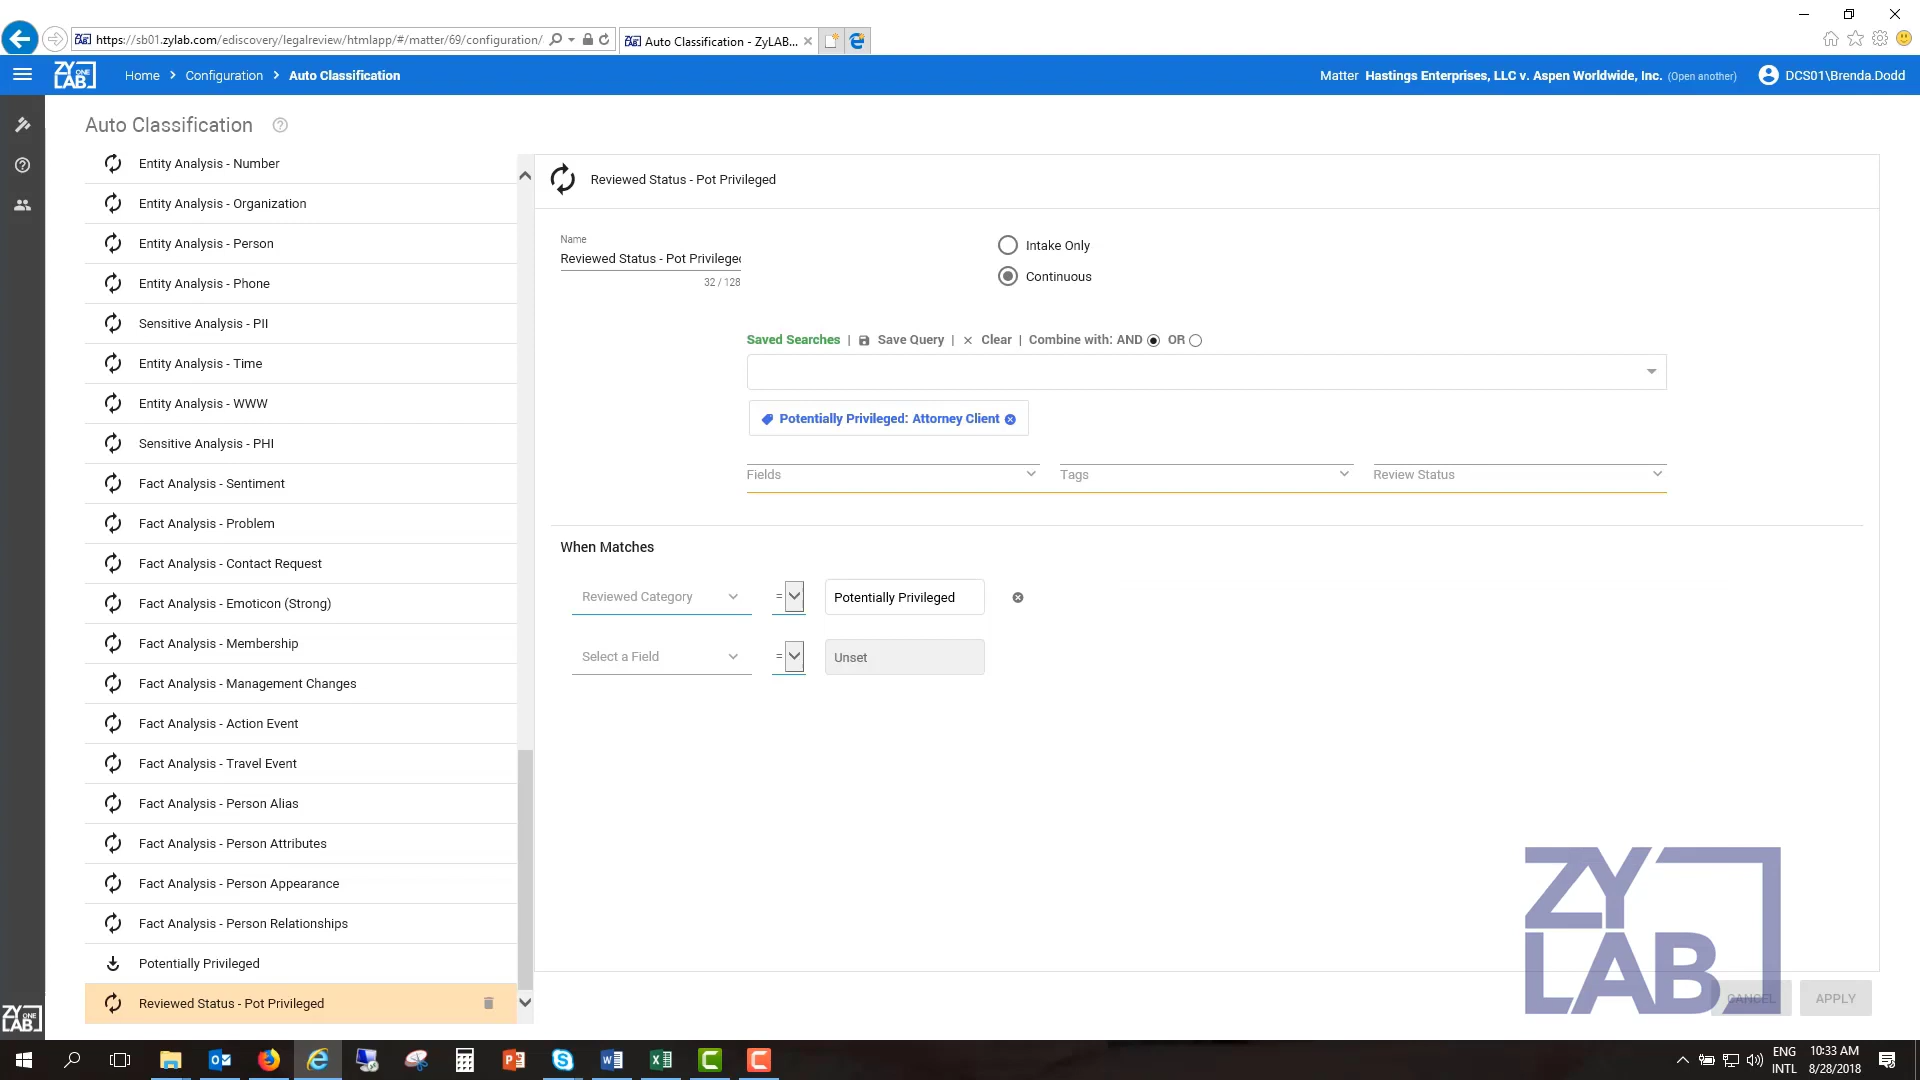 https://sb01.zylab.com/ediscovery/legalreview/htmlapp/#/matter/69/configuration/
Auto Classification - ZyLAB...
ZY ONE LAB
Home > Configuration > Auto Classification
Matter Hastings Enterprises, LLC v. Aspen Worldwide, Inc. (Open another)
DCS01\Brenda.Dodd
Auto Classification
Entity Analysis - Number
Entity Analysis - Organization
Entity Analysis - Person
Entity Analysis - Phone
Sensitive Analysis - PII
Entity Analysis - Time
Entity Analysis - WWW
Sensitive Analysis - PHI
Fact Analysis - Sentiment
Fact Analysis - Problem
Fact Analysis - Contact Request
Fact Analysis - Emoticon (Strong)
Fact Analysis - Membership
Fact Analysis - Management Changes
Fact Analysis - Action Event
Fact Analysis - Travel Event
Fact Analysis - Person Alias
Fact Analysis - Person Attributes
Fact Analysis - Person Appearance
Fact Analysis - Person Relationships
Potentially Privileged
Reviewed Status - Pot Privileged
Reviewed Status - Pot Privileged
Name
Reviewed Status - Pot Privileged
32 / 128
Intake Only
Continuous
Saved Searches | Save Query | Clear | Combine with: AND OR
Potentially Privileged: Attorney Client
Fields
Tags
Review Status
When Matches
Reviewed Category = Potentially Privileged
Select a Field = Unset
ZY
LAB
CANCEL
APPLY
ZY ONE LAB
ENG
INTL
10:33 AM
8/28/2018